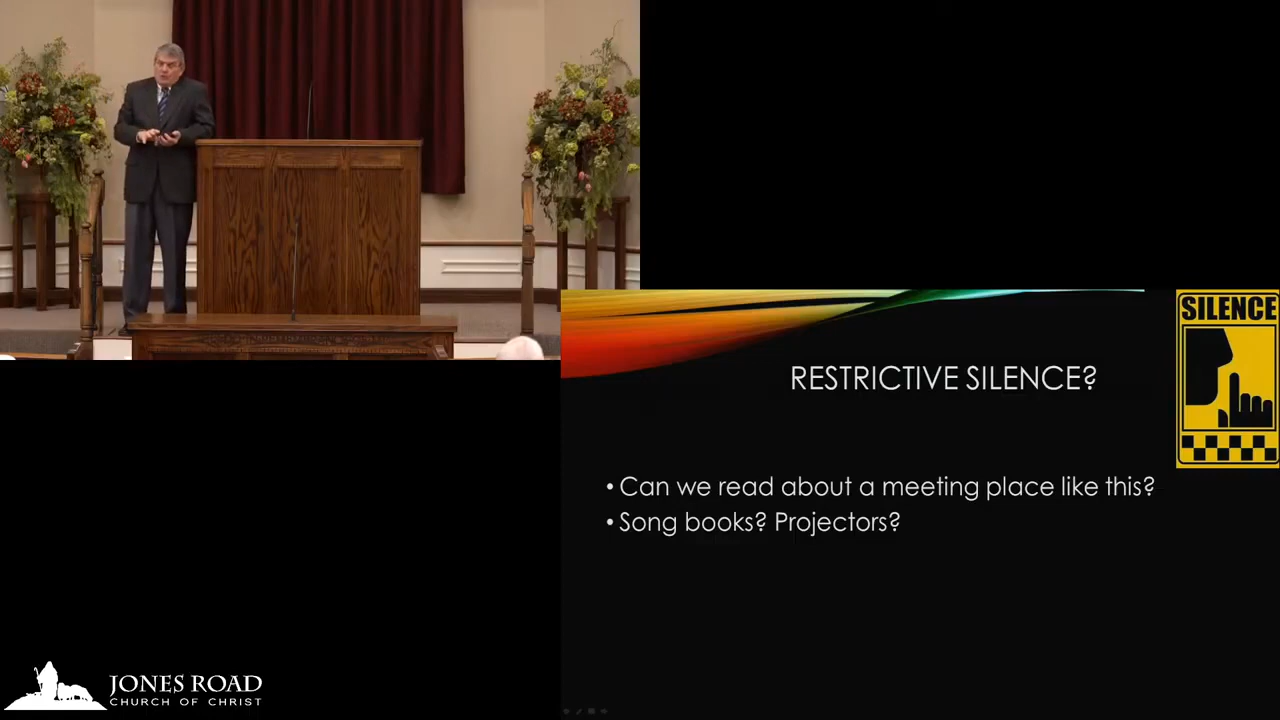 SILENCE
RESTRICTIVE SILENCE?
• Can we read about a meeting place like this?
• Song books? Projectors?
JONES ROAD
CHURCH OF CHRIST